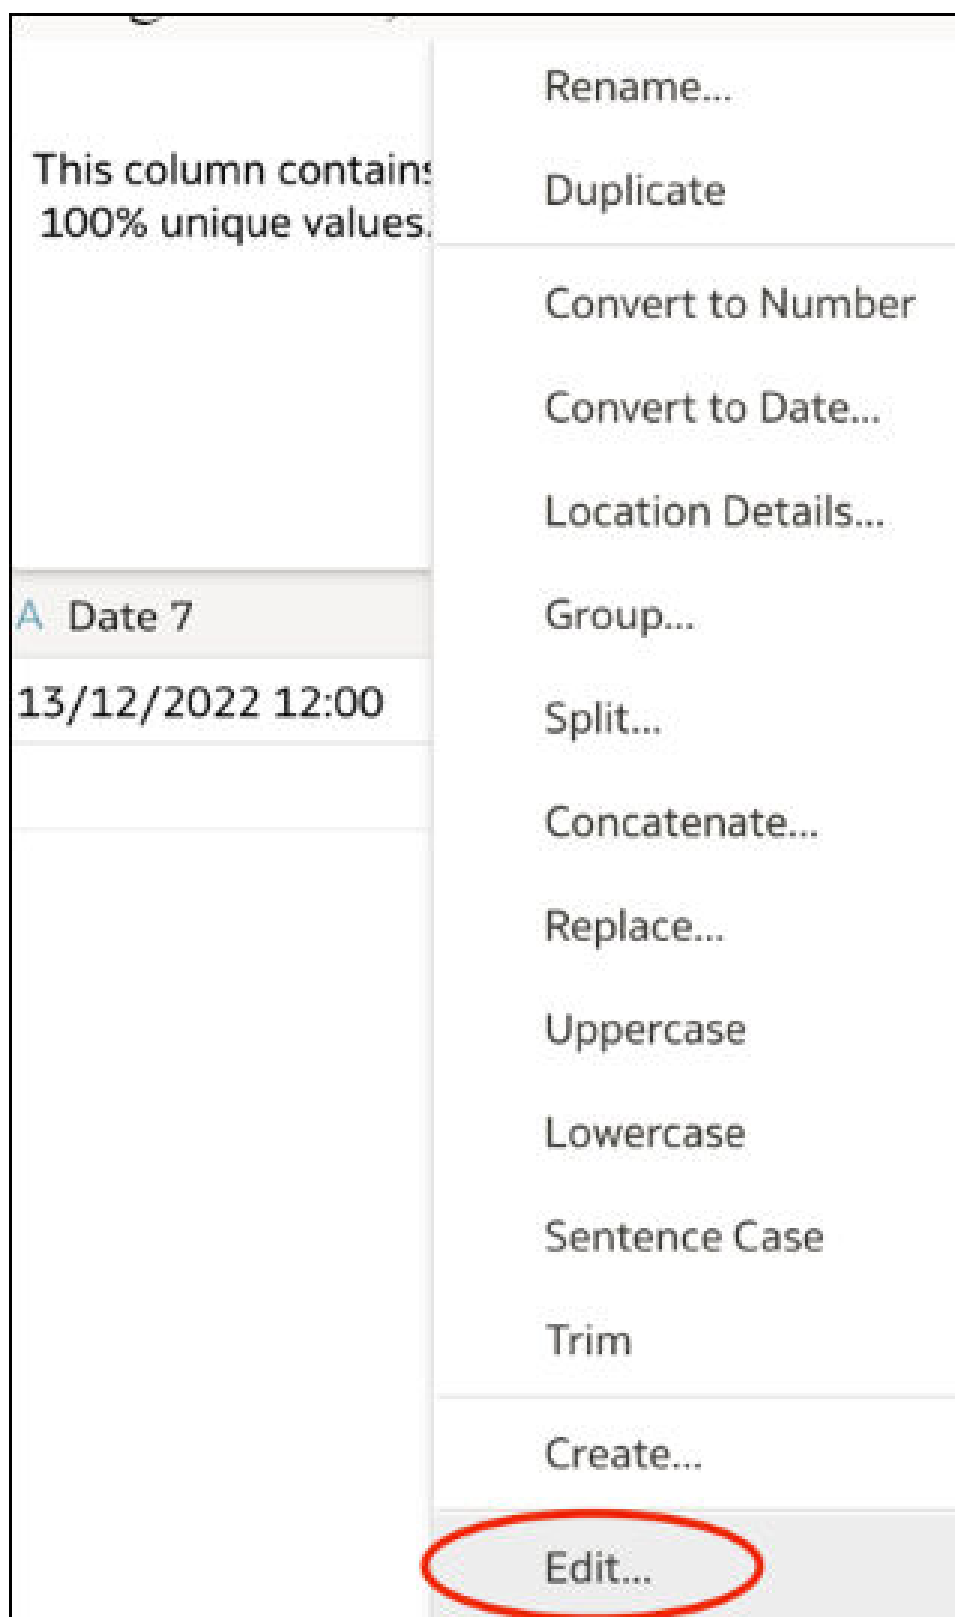 This column contains
100% unique values.
A Date 7
13/12/2022 12:00
Rename...
Duplicate
Convert to Number
Convert to Date...
Location Details...
Group...
Split...
Concatenate...
Replace...
Uppercase
Lowercase
Sentence Case
Trim
Create...
Edit...